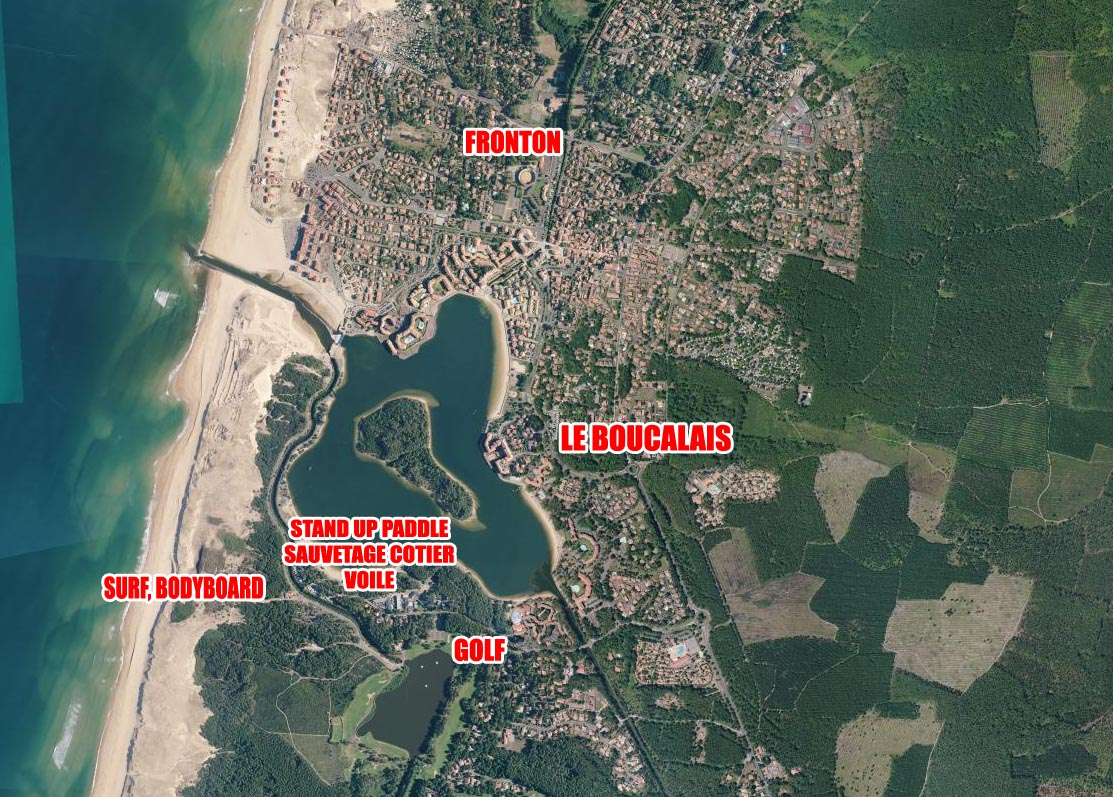 FRONTON
LE BOUCALAIS
STAND UP PADDLE
SAUVETAGE COTIER
VOILE
SURF, BODYBOARD
GOLF